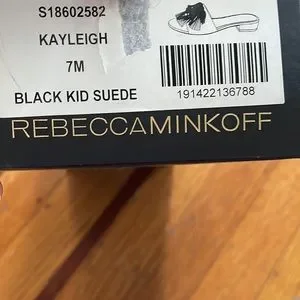 S18602582
KAYLEIGH
7M
BLACK KID SUEDE
191422136788
REBECCAMINKOFF